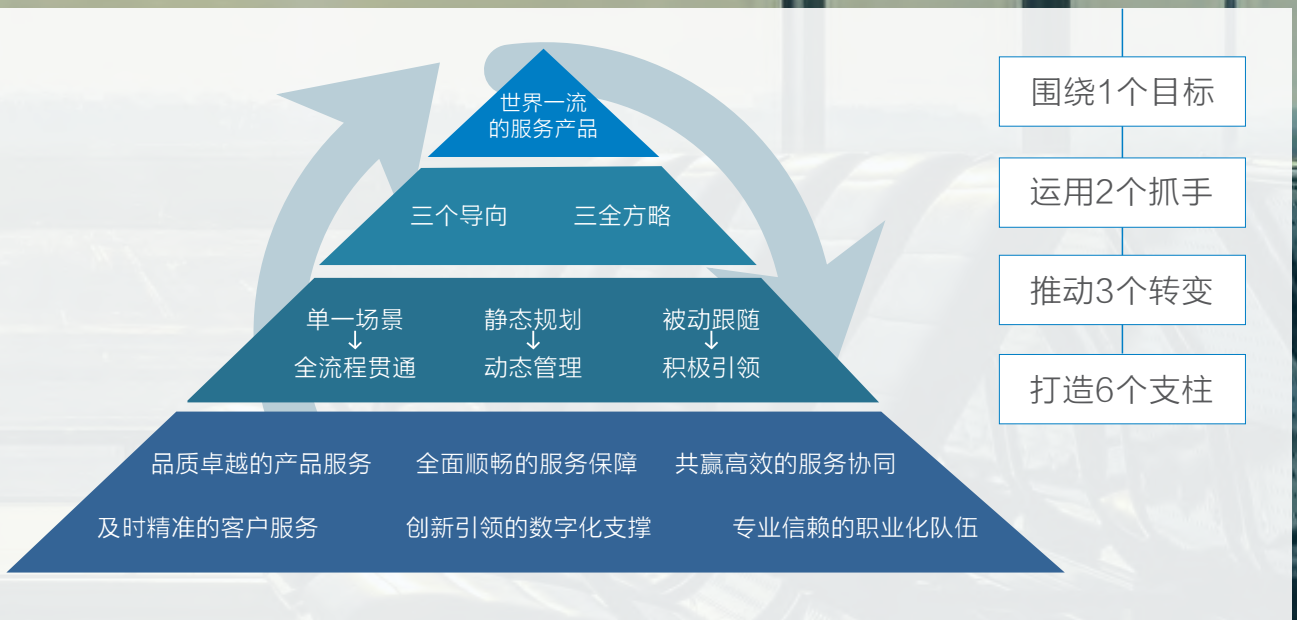 世界一流
的服务产品
三个导向 三全方略
单一场景 静态规划 被动跟随
↓ ↓ ↓
全流程贯通 动态管理 积极引领
品质卓越的产品服务 全面顺畅的服务保障 共赢高效的服务协同
及时精准的客户服务 创新引领的数字化支撑 专业信赖的职业化队伍
围绕1个目标
运用2个抓手
推动3个转变
打造6个支柱